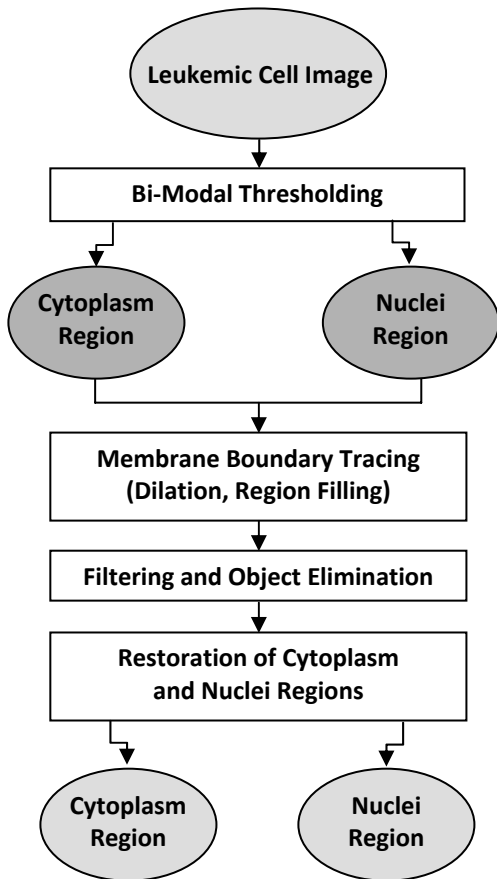 Leukemic Cell Image
Bi-Modal Thresholding
Cytoplasm
Region
Nuclei
Region
Membrane Boundary Tracing
(Dilation, Region Filling)
Filtering and Object Elimination
Restoration of Cytoplasm
and Nuclei Regions
Cytoplasm
Region
Nuclei
Region